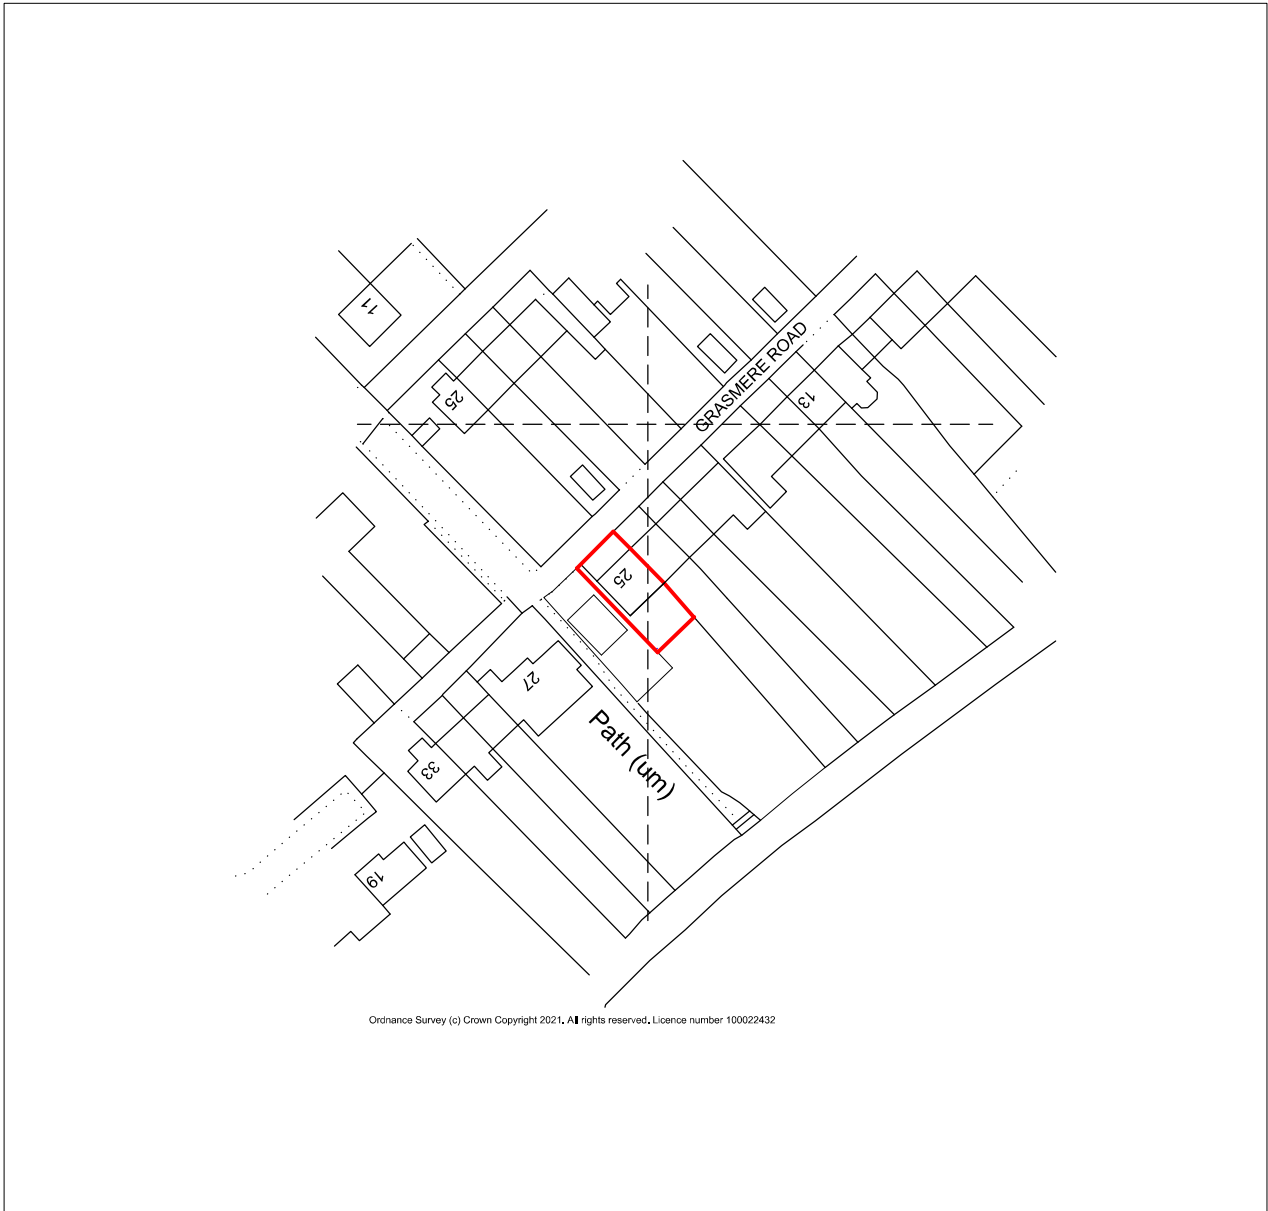 11
25
GRASMERE ROAD
13
25
27
Path (um)
33
19
Ordnance Survey (c) Crown Copyright 2021. All rights reserved. Licence number 100022432